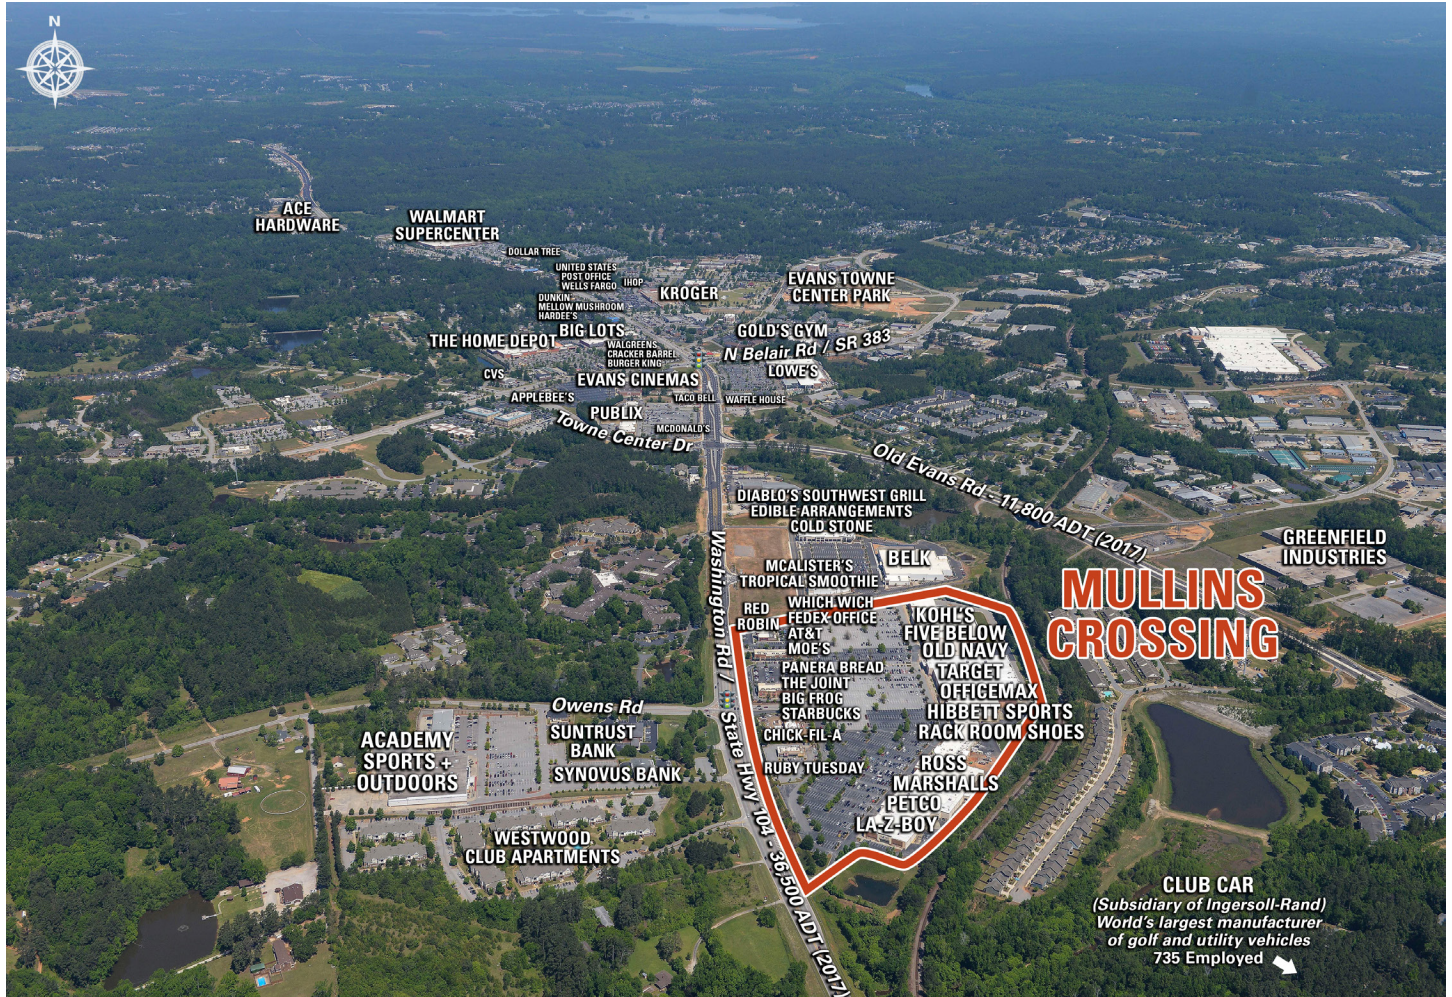 N
ACE
HARDWARE
WALMART
SUPERCENTER
DOLLAR TREE
UNITED STATES
POST OFFICE
WELLS FARGO
IHOP
DUNKIN'
MELLOW MUSHROOM
HARDEE'S
KROGER
EVANS TOWNE
CENTER PARK
BIG LOTS
THE HOME DEPOT
GOLD'S GYM
N Belair Rd / SR 383
WALGREENS
CRACKER BARREL
BURGER KING
LOWE'S
CVS
EVANS CINEMAS
APPLEBEE'S
TACO BELL
WAFFLE HOUSE
PUBLIX
MCDONALD'S
Towne Center Dr
Old Evans Rd - 11,800 ADT (2017)
DIABLO'S SOUTHWEST GRILL
EDIBLE ARRANGEMENTS
COLD STONE
GREENFIELD
INDUSTRIES
BELK
MCALISTER'S
TROPICAL SMOOTHIE
MULLINS
CROSSING
Washington Rd / State Hwy 104 - 36,500 ADT (2017)
RED
ROBIN
WHICH WICH
FEDEX OFFICE
AT&T
MOE'S
PANERA BREAD
THE JOINT
BIG FROG
STARBUCKS
CHICK-FIL-A
RUBY TUESDAY
KOHL'S
FIVE BELOW
OLD NAVY
TARGET
OFFICEMAX
HIBBETT SPORTS
RACK ROOM SHOES
ROSS
MARSHALLS
PETCO
LA-Z-BOY
Owens Rd
SUNTRUST
BANK
SYNOVUS BANK
ACADEMY
SPORTS +
OUTDOORS
WESTWOOD
CLUB APARTMENTS
CLUB CAR
(Subsidiary of Ingersoll-Rand)
World's largest manufacturer
of golf and utility vehicles
735 Employed